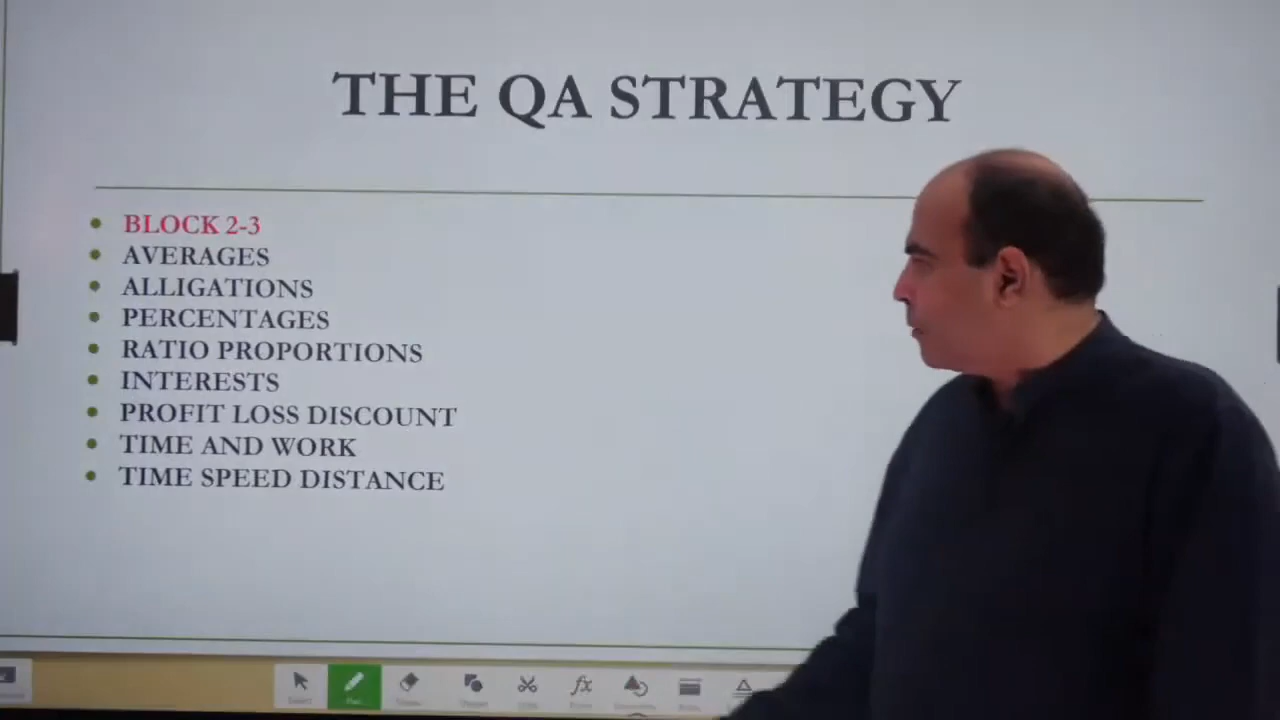 THE QA STRATEGY
BLOCK 2-3
AVERAGES
ALLIGATIONS
PERCENTAGES
RATIO PROPORTIONS
INTERESTS
PROFIT LOSS DISCOUNT
TIME AND WORK
TIME SPEED DISTANCE
fx